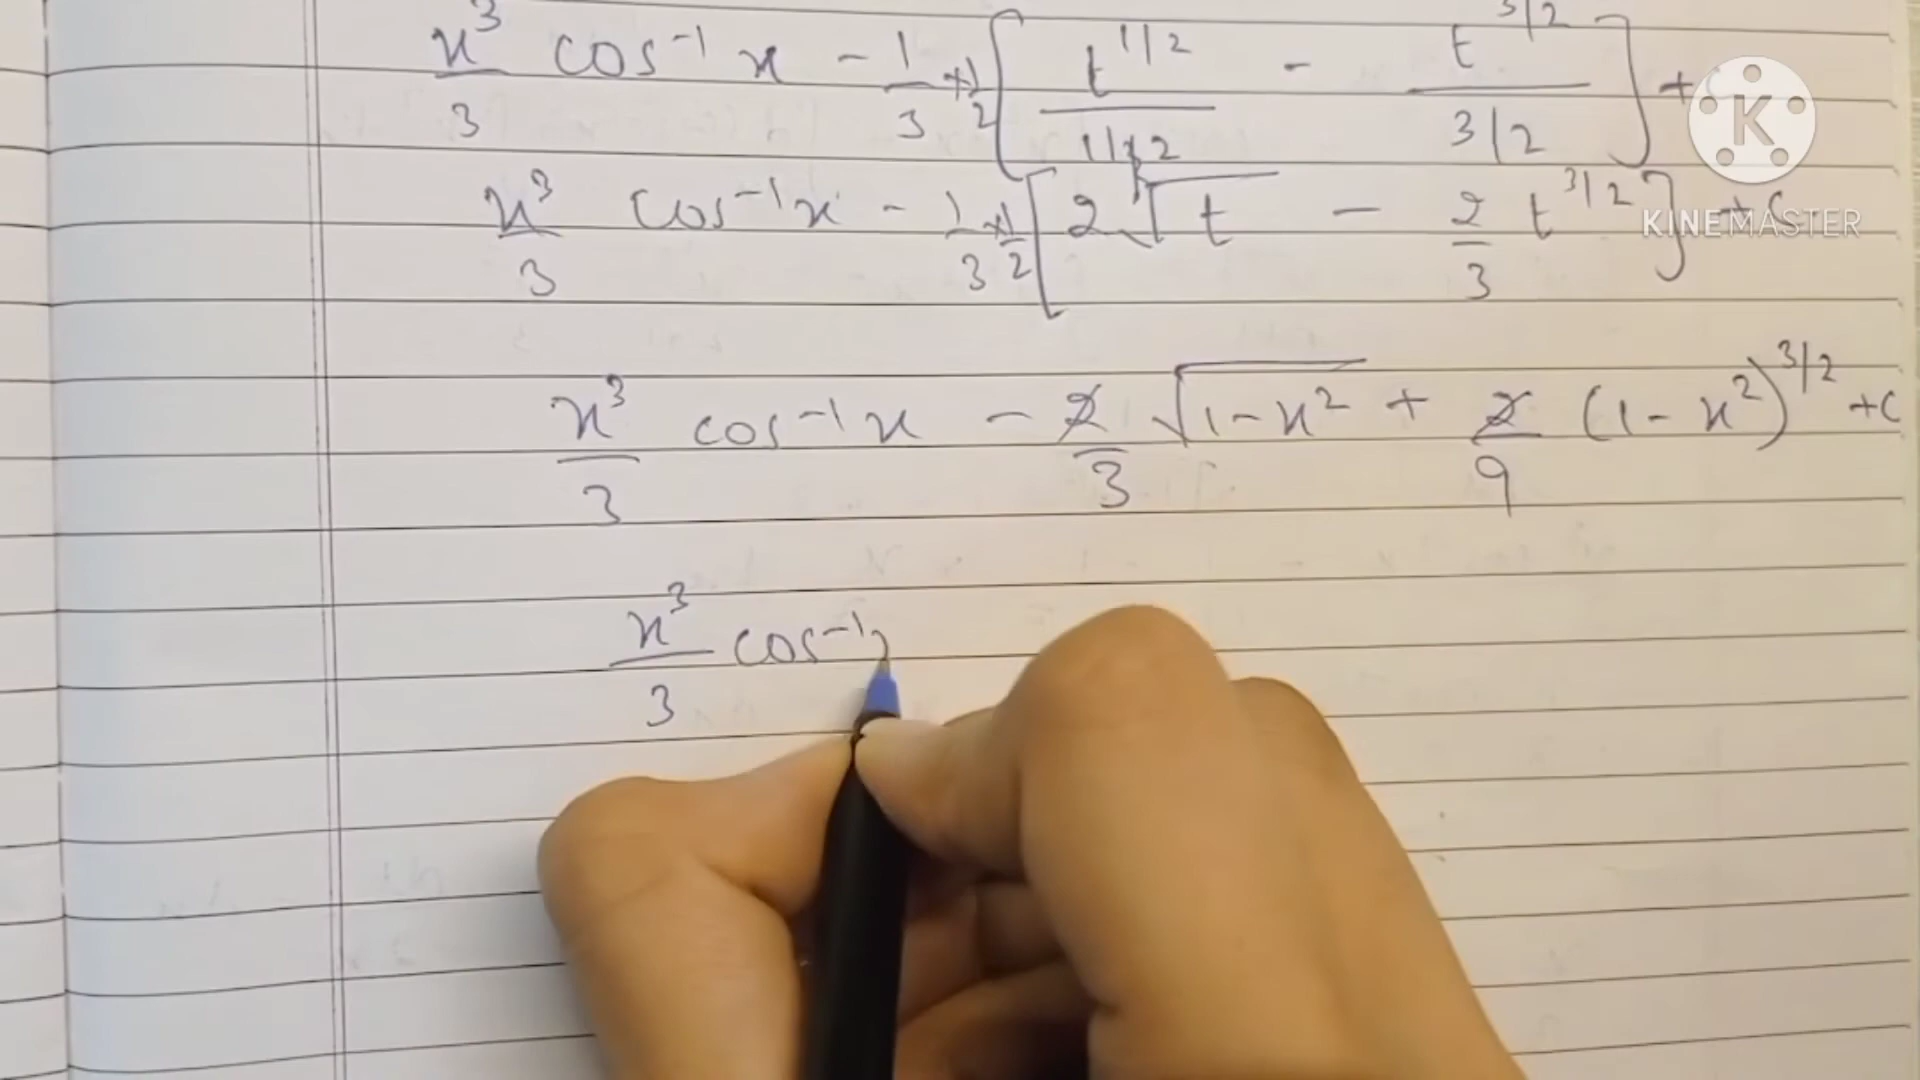 x³/3 cos⁻¹ x - 1/3 × 1/2 [ t^1/2 / 1/2 - t^3/2 / 3/2 ] + C
x³/3 cos⁻¹x - 1/3 × 1/2 [ 2√t - 2/3 t^3/2 ] + C
K
KINEMASTER
x³/3 cos⁻¹x - 2/3 √1-x² + 2/9 (1-x²)^3/2 + C
x³/3 cos⁻¹